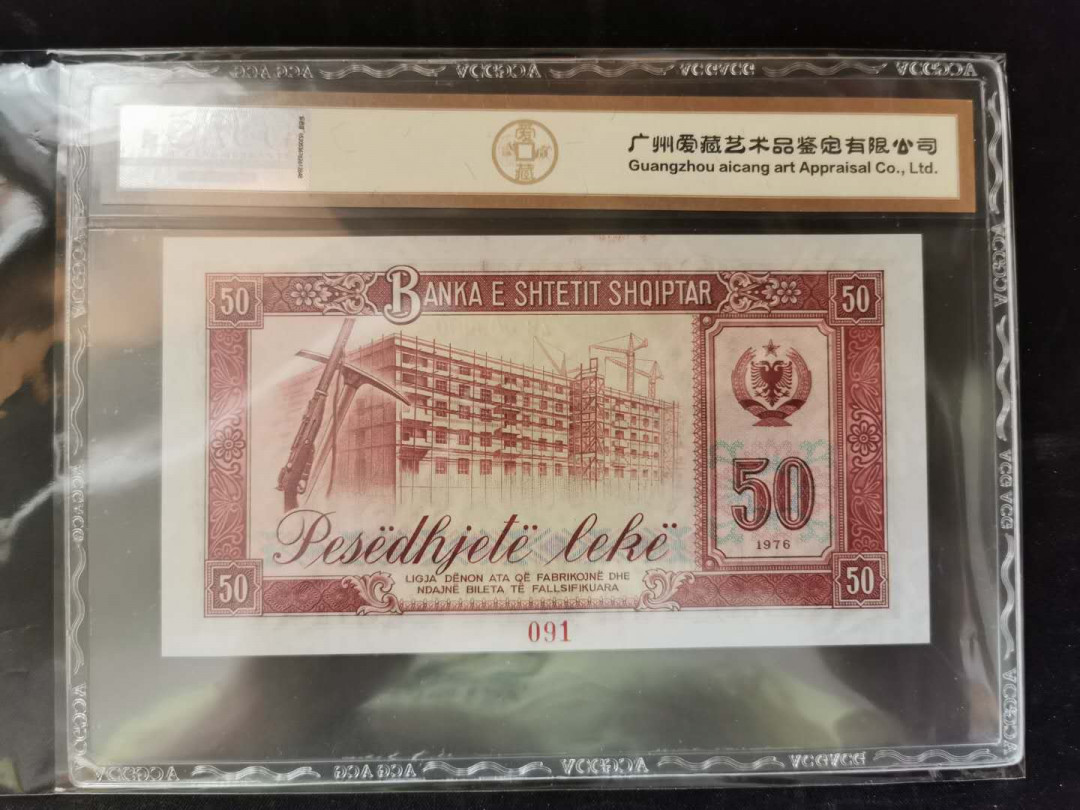 爱
藏
广州爱藏艺术品鉴定有限公司
Guangzhou aicang art Appraisal Co., Ltd.
50
BANKA E SHTETIT SHQIPTAR
50
50
1976
Pesëdhjetë lekë
50
LIGJA DËNON ATA QË FABRIKOJNË DHE
NDAJNË BILETA TË FALLSIFIKUARA
50
091